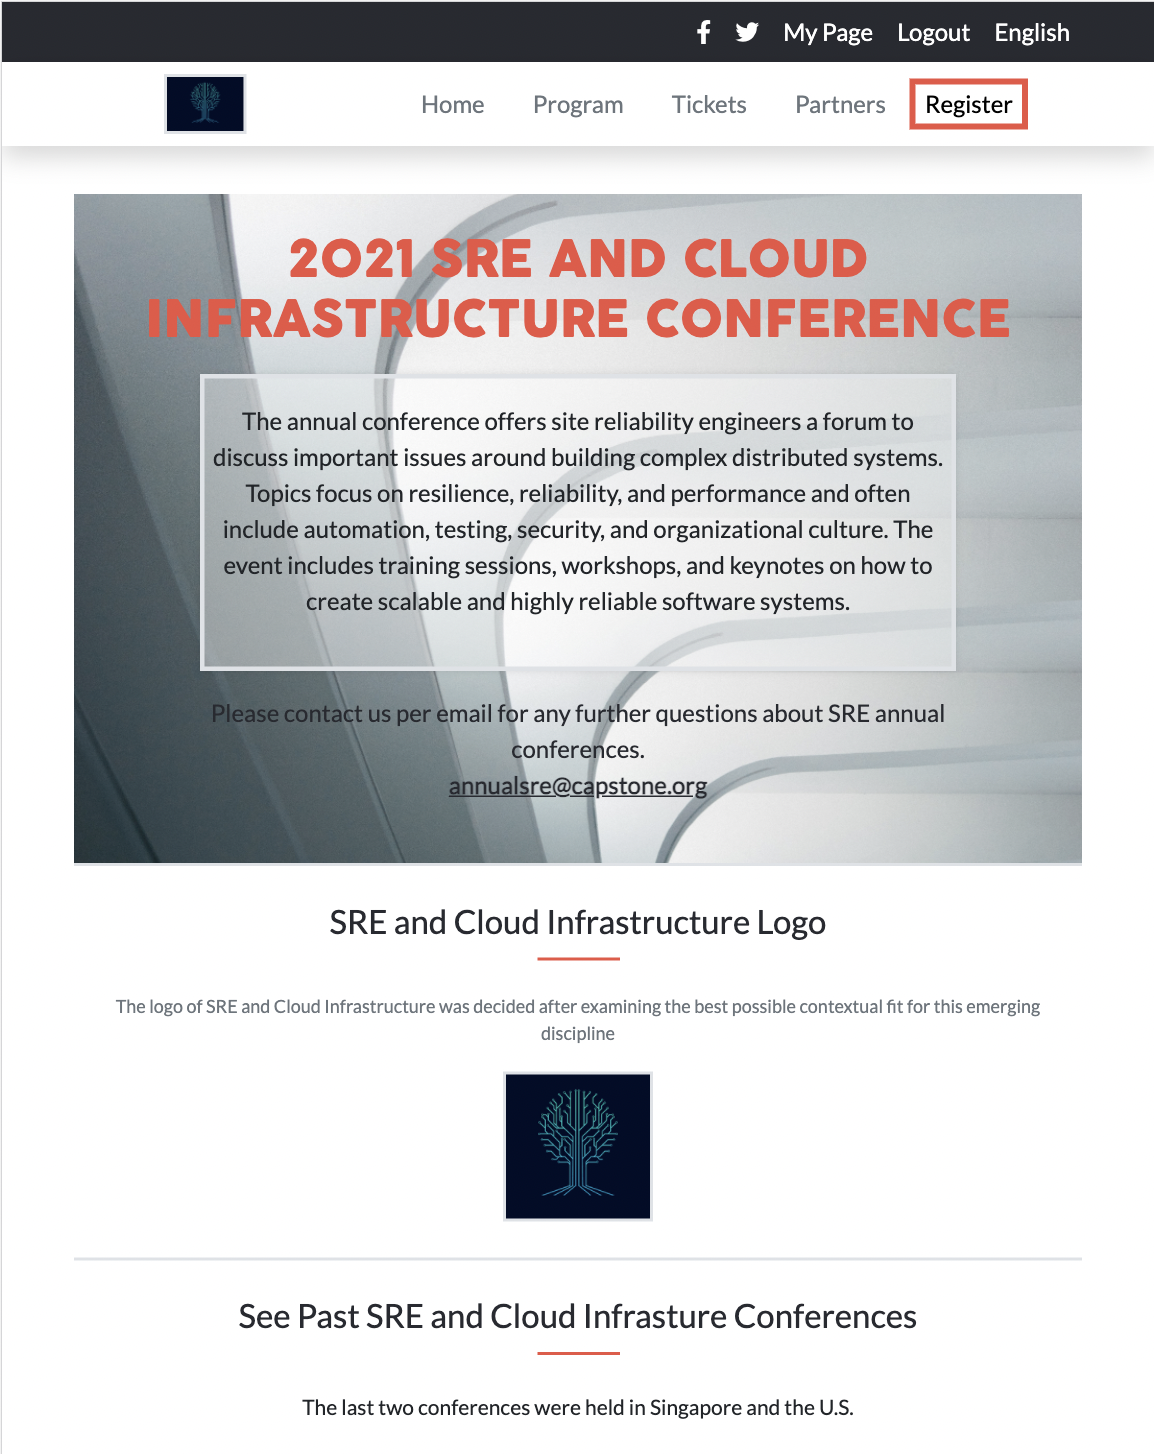 My Page Logout English
Home Program Tickets Partners Register
2021 SRE AND CLOUD
INFRASTRUCTURE CONFERENCE
The annual conference offers site reliability engineers a forum to
discuss important issues around building complex distributed systems.
Topics focus on resilience, reliability, and performance and often
include automation, testing, security, and organizational culture. The
event includes training sessions, workshops, and keynotes on how to
create scalable and highly reliable software systems.
Please contact us per email for any further questions about SRE annual
conferences.
annualsre@capstone.org
SRE and Cloud Infrastructure Logo
The logo of SRE and Cloud Infrastructure was decided after examining the best possible contextual fit for this emerging
discipline
See Past SRE and Cloud Infrasture Conferences
The last two conferences were held in Singapore and the U.S.